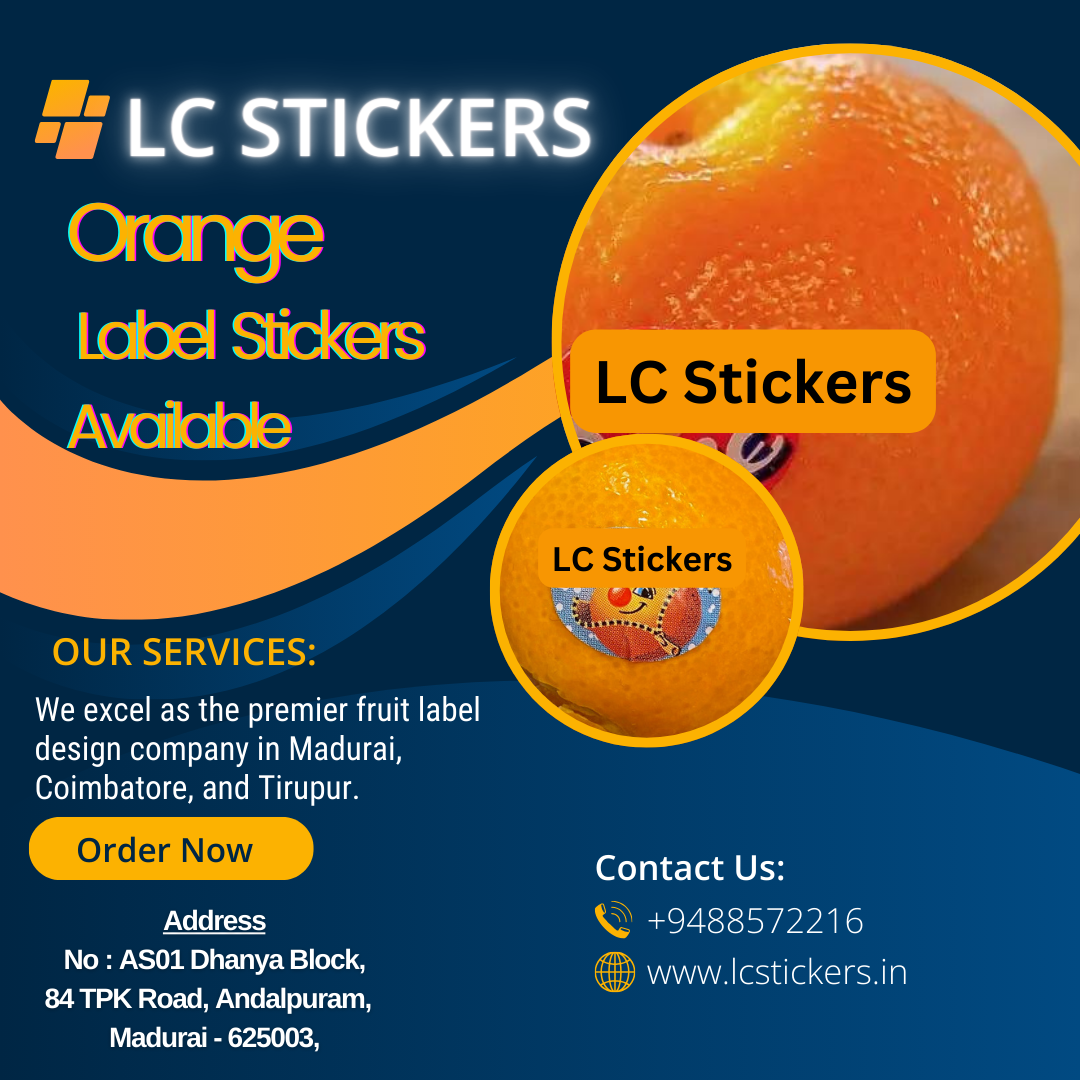 LC STICKERS
Orange
Label Stickers
Available
LC Stickers
LC Stickers
OUR SERVICES:
We excel as the premier fruit label
design company in Madurai,
Coimbatore, and Tirupur.
Order Now
Address
No : AS01 Dhanya Block,
84 TPK Road, Andalpuram,
Madurai - 625003,
Contact Us:
+9488572216
www.lcstickers.in